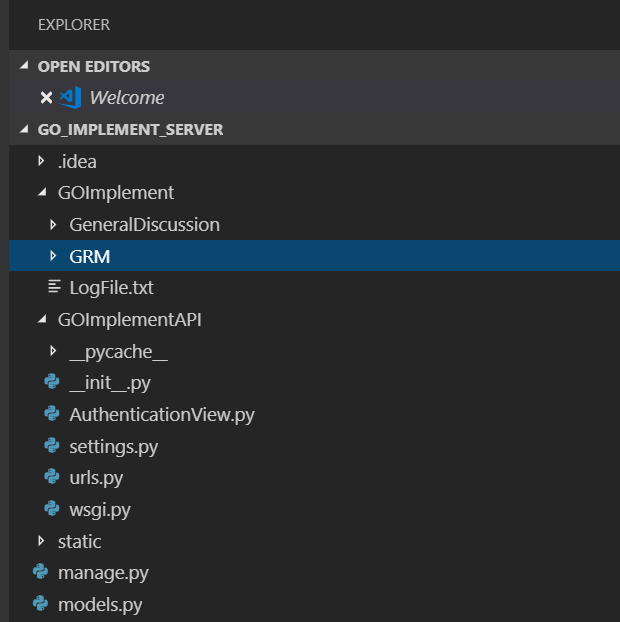 EXPLORER
OPEN EDITORS
Welcome
GO_IMPLEMENT_SERVER
.idea
GOImplement
GeneralDiscussion
GRM
LogFile.txt
GOImplementAPI
__pycache__
__init__.py
AuthenticationView.py
settings.py
urls.py
wsgi.py
static
manage.py
models.py